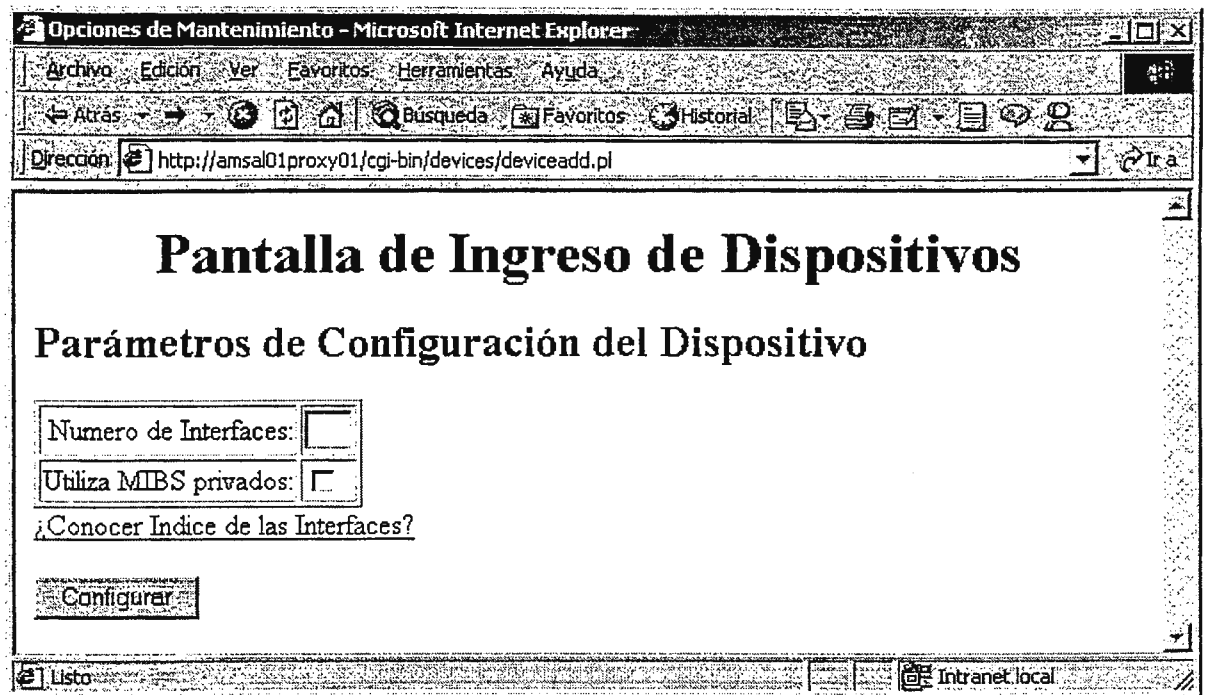 Opciones de Mantenimiento - Microsoft Internet Explorer
Archivo Edición Ver Favoritos Herramientas Ayuda
Atrás Búsqueda Favoritos Historial
Dirección http://amsal01proxy01/cgi-bin/devices/deviceadd.pl Ir a
Pantalla de Ingreso de Dispositivos
Parámetros de Configuración del Dispositivo
Numero de Interfaces:
Utiliza MIBS privados:
¿Conocer Indice de las Interfaces?
Configurar
Listo Intranet local